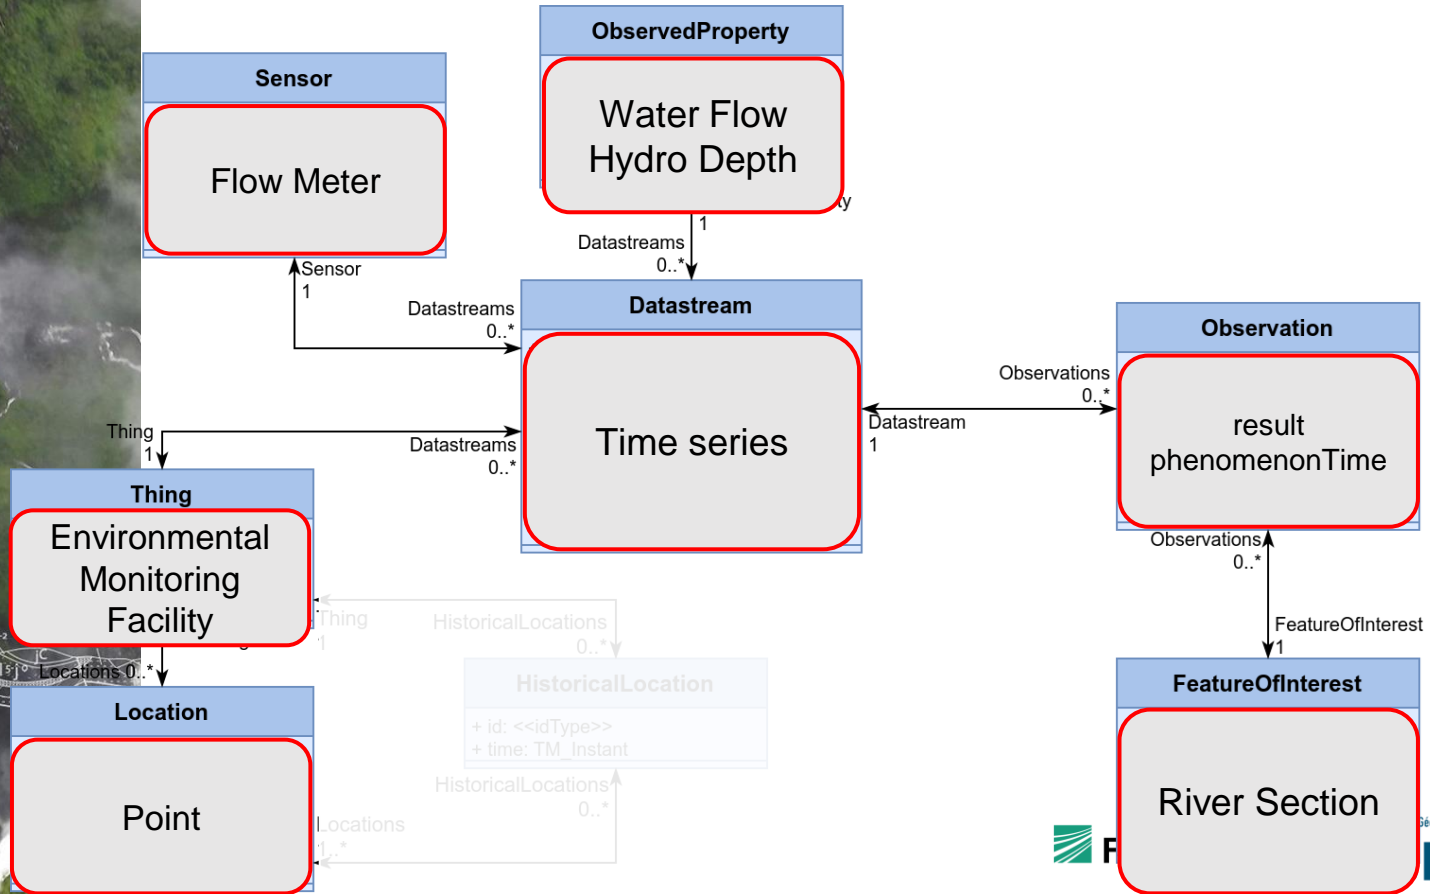 ObservedProperty
Water Flow
Hydro Depth
ty
1
Datastreams
0..*
Sensor
Flow Meter
Sensor
1
Datastreams
0..*
Datastream
Time series
Observations
0..*
Datastream
1
Observation
result
phenomenonTime
Observations
0..*
FeatureOfInterest
1
FeatureOfInterest
River Section
Thing
1
Datastreams
0..*
Thing
Environmental
Monitoring
Facility
Thing
1
HistoricalLocations
0..*
Locations 0..*
HistoricalLocation
+ id: <<idType>>
+ time: TM_Instant
HistoricalLocations
0..*
Location
Point
Locations
1..*
F